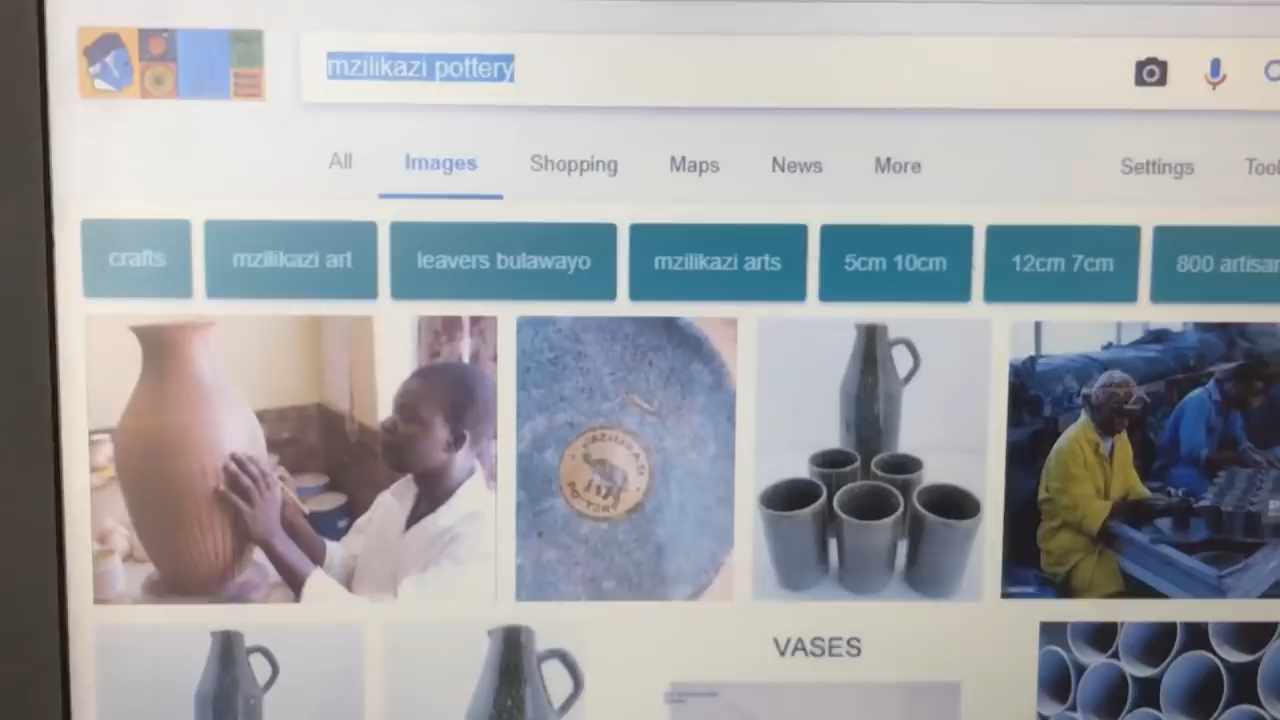 mzilikazi pottery
All Images Shopping Maps News More Settings
crafts mzilikazi art leavers bulawayo mzilikazi arts 5cm 10cm 12cm 7cm 800
POTTERY
VASES